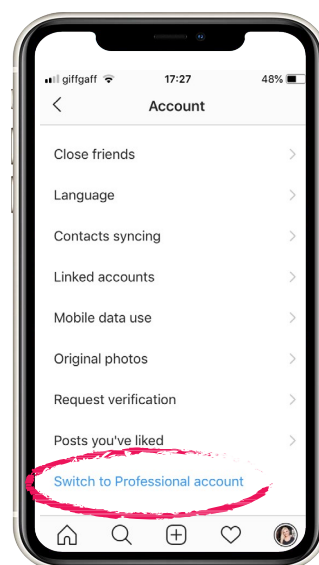 giffgaff 17:27 48%
Account
Close friends
Language
Contacts syncing
Linked accounts
Mobile data use
Original photos
Request verification
Posts you've liked
Switch to Professional account